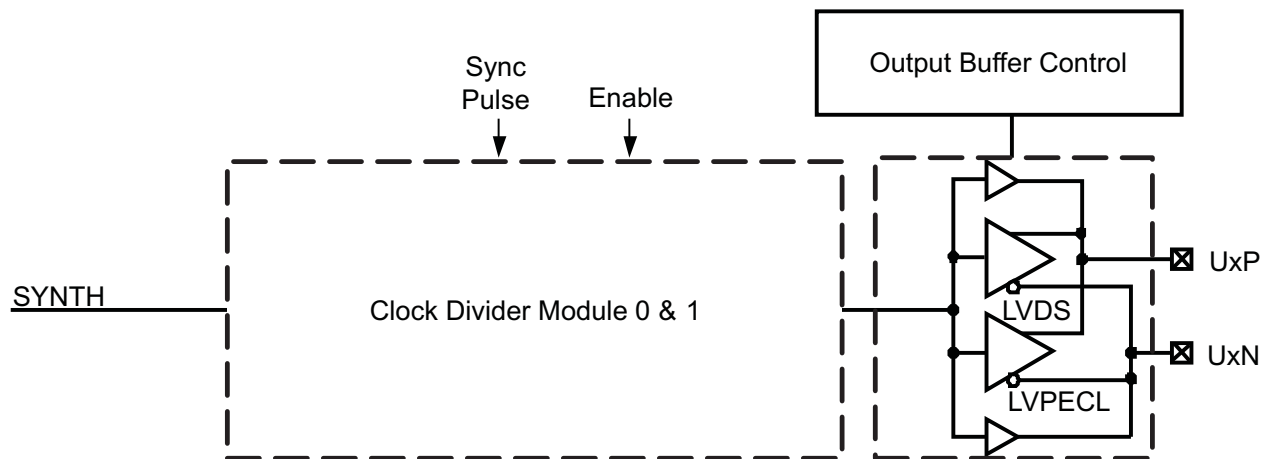 Output Buffer Control
Sync
Pulse
Enable
SYNTH
Clock Divider Module 0 & 1
UxP
LVDS
UxN
LVPECL